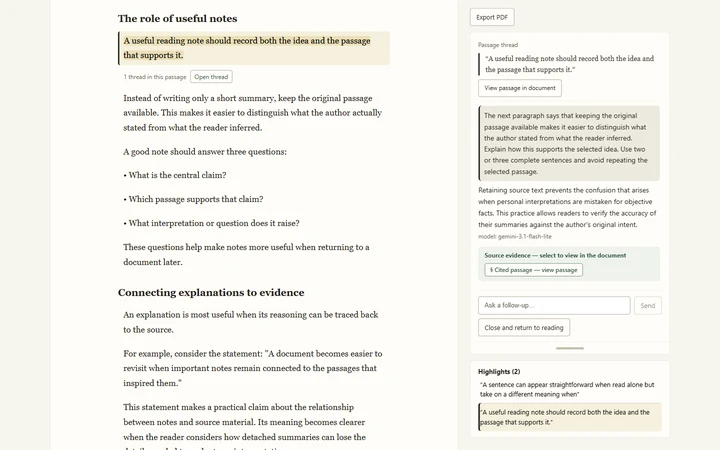 The role of useful notes
A useful reading note should record both the idea and the passage
that supports it.
1 thread in this passage
Open thread
Instead of writing only a short summary, keep the original passage
available. This makes it easier to distinguish what the author actually
stated from what the reader inferred.
A good note should answer three questions:
• What is the central claim?
• Which passage supports that claim?
• What interpretation or question does it raise?
These questions help make notes more useful when returning to a
document later.
Connecting explanations to evidence
An explanation is most useful when its reasoning can be traced back
to the source.
For example, consider the statement: "A document becomes easier to
revisit when important notes remain connected to the passages that
inspired them."
This statement makes a practical claim about the relationship
between notes and source material. Its meaning becomes clearer
when the reader considers how detached summaries can lose the
Export PDF
Passage thread
"A useful reading note should record both the idea and
the passage that supports it."
View passage in document
The next paragraph says that keeping the original
passage available makes it easier to distinguish what
the author stated from what the reader inferred.
Explain how this supports the selected idea. Use two
or three complete sentences and avoid repeating the
selected passage.
Retaining source text prevents the confusion that arises
when personal interpretations are mistaken for objective
facts. This practice allows readers to verify the accuracy of
their summaries against the author's original intent.
model: gemini-3.1-flash-lite
Source evidence — select to view in the document
§ Cited passage — view passage
Ask a follow-up...
Send
Close and return to reading
Highlights (2)
"A sentence can appear straightforward when read alone but
take on a different meaning when"
"A useful reading note should record both the idea and the
passage that supports it."